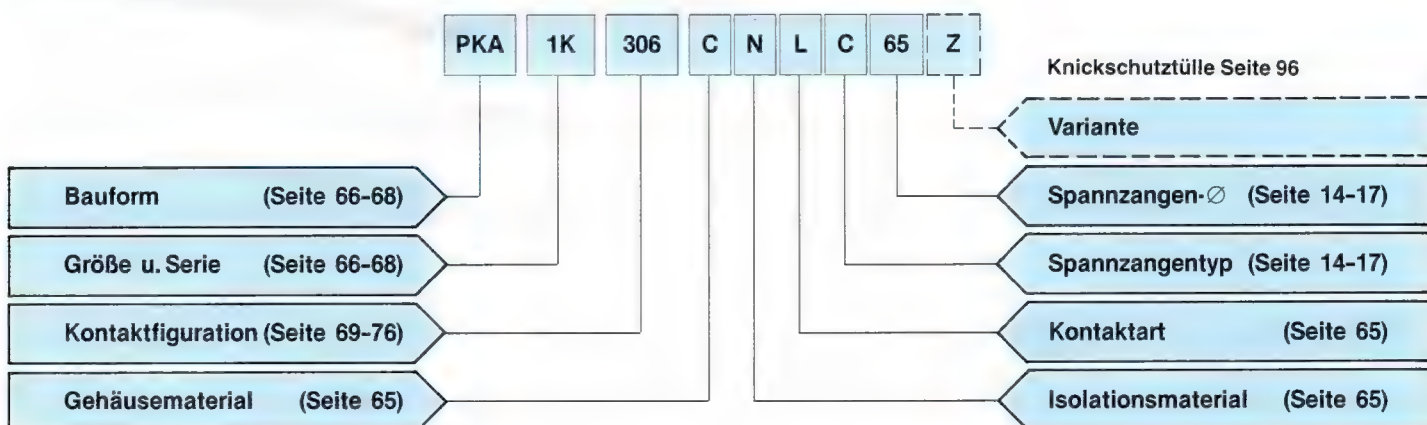 PKA 1K 306 C N L C 65 Z
Knickschutztülle Seite 96
Variante
Bauform (Seite 66-68)
Spannzangen-∅ (Seite 14-17)
Größe u. Serie (Seite 66-68)
Spannzangentyp (Seite 14-17)
Kontaktfiguration (Seite 69-76)
Kontaktart (Seite 65)
Gehäusematerial (Seite 65)
Isolationsmaterial (Seite 65)